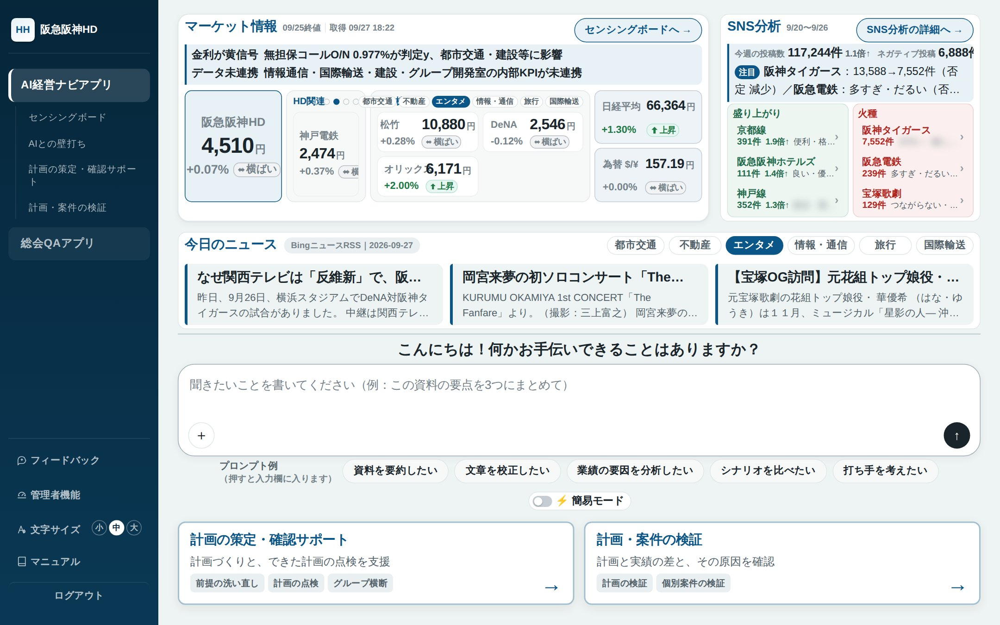 HH 阪急阪神HD
AI経営ナビアプリ
センシングボード
AIとの壁打ち
計画の策定・確認サポー
ト
計画・案件の検証
総会QAアプリ
フィードバック
管理者機能
文字サイズ 小 中 大
マニュアル
ログアウト
マーケット情報 09/25終値 取得 09/27 18:22 センシングボードへ →
金利が黄信号 無担保コールO/N 0.977%が判定y、都市交通・建設等に影響
データ未連携 情報通信・国際輸送・建設・グループ開発室の内部KPIが未連携
阪急阪神HD
4,510円
+0.07% 横ばい
HD関連
神戸電鉄
2,474円
+0.37% 横
都市交通 不動産 エンタメ 情報・通信 旅行 国際輸送
松竹 10,880円
+0.28% 横ばい
DeNA 2,546円
-0.12% 横ばい
オリックス 6,171円
+2.00% 上昇
日経平均 66,364円
+1.30% 上昇
為替 $/¥ 157.19円
+0.00% 横ばい
SNS分析 9/20〜9/26 SNS分析の詳細へ →
今週の投稿数 117,244件 1.1倍↑ ネガティブ投稿 6,888件
注目 阪神タイガース：13,588→7,552件（否
定 減少）／阪急電鉄：多すぎ・だるい（否…
盛り上がり
京都線
391件 1.9倍↑ 便利・格… ›
阪急阪神ホテルズ
111件 1.4倍↑ 良い・優… ›
神戸線
352件 1.3倍↑ ›
火種
阪神タイガース
7,552件 ›
阪急電鉄
239件 多すぎ・だるい… ›
宝塚歌劇
129件 つながらない・… ›
今日のニュース BingニュースRSS | 2026-09-27 都市交通 不動産 エンタメ 情報・通信 旅行 国際輸送
なぜ関西テレビは「反維新」で、阪…
昨日、9月26日、横浜スタジアムでDeNA対阪神タ
イガースの試合がありました。 中継は関西テレ…
岡宮来夢の初ソロコンサート「The…
KURUMU OKAMIYA 1st CONCERT「The
Fanfare」より。（撮影：三上富之） 岡宮来夢の…
【宝塚OG訪問】元花組トップ娘役・…
元宝塚歌劇の花組トップ娘役・ 華優希 （はな・ゆ
うき）は１１月、ミュージカル「星影の人― 沖…
こんにちは！何かお手伝いできることはありますか？
聞きたいことを書いてください（例：この資料の要点を3つにまとめて）
+ ↑
プロンプト例
（押すと入力欄に入ります）
資料を要約したい 文章を校正したい 業績の要因を分析したい シナリオを比べたい 打ち手を考えたい
⚡ 簡易モード
計画の策定・確認サポート
計画づくりと、できた計画の点検を支援
前提の洗い直し 計画の点検 グループ横断 →
計画・案件の検証
計画と実績の差と、その原因を確認
計画の検証 個別案件の検証 →